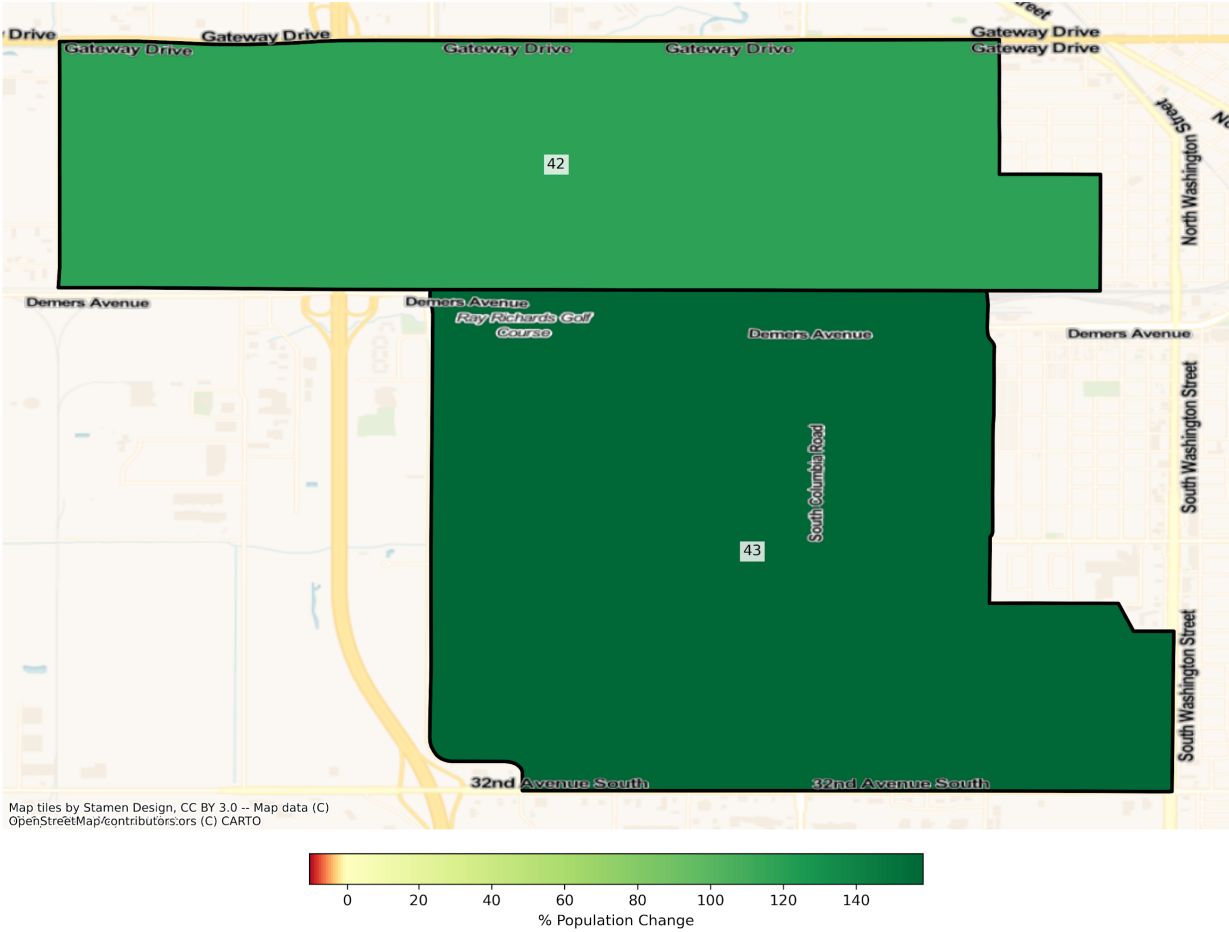 Drive
Gateway Drive
reet
Gateway Drive
Gateway Drive
Gateway Drive
Gateway Drive
Gateway Drive
Street
North Washington
42
Demers Avenue
Demers Avenue
Ray Richards Golf
Course
Demers Avenue
Demers Avenue
South Washington Street
South Columbia Road
43
South Washington Street
32nd Avenue South
32nd Avenue South
Map tiles by Stamen Design, CC BY 3.0 -- Map data (C)
OpenStreetMap contributors
ors (C) CARTO
0 20 40 60 80 100 120 140
% Population Change